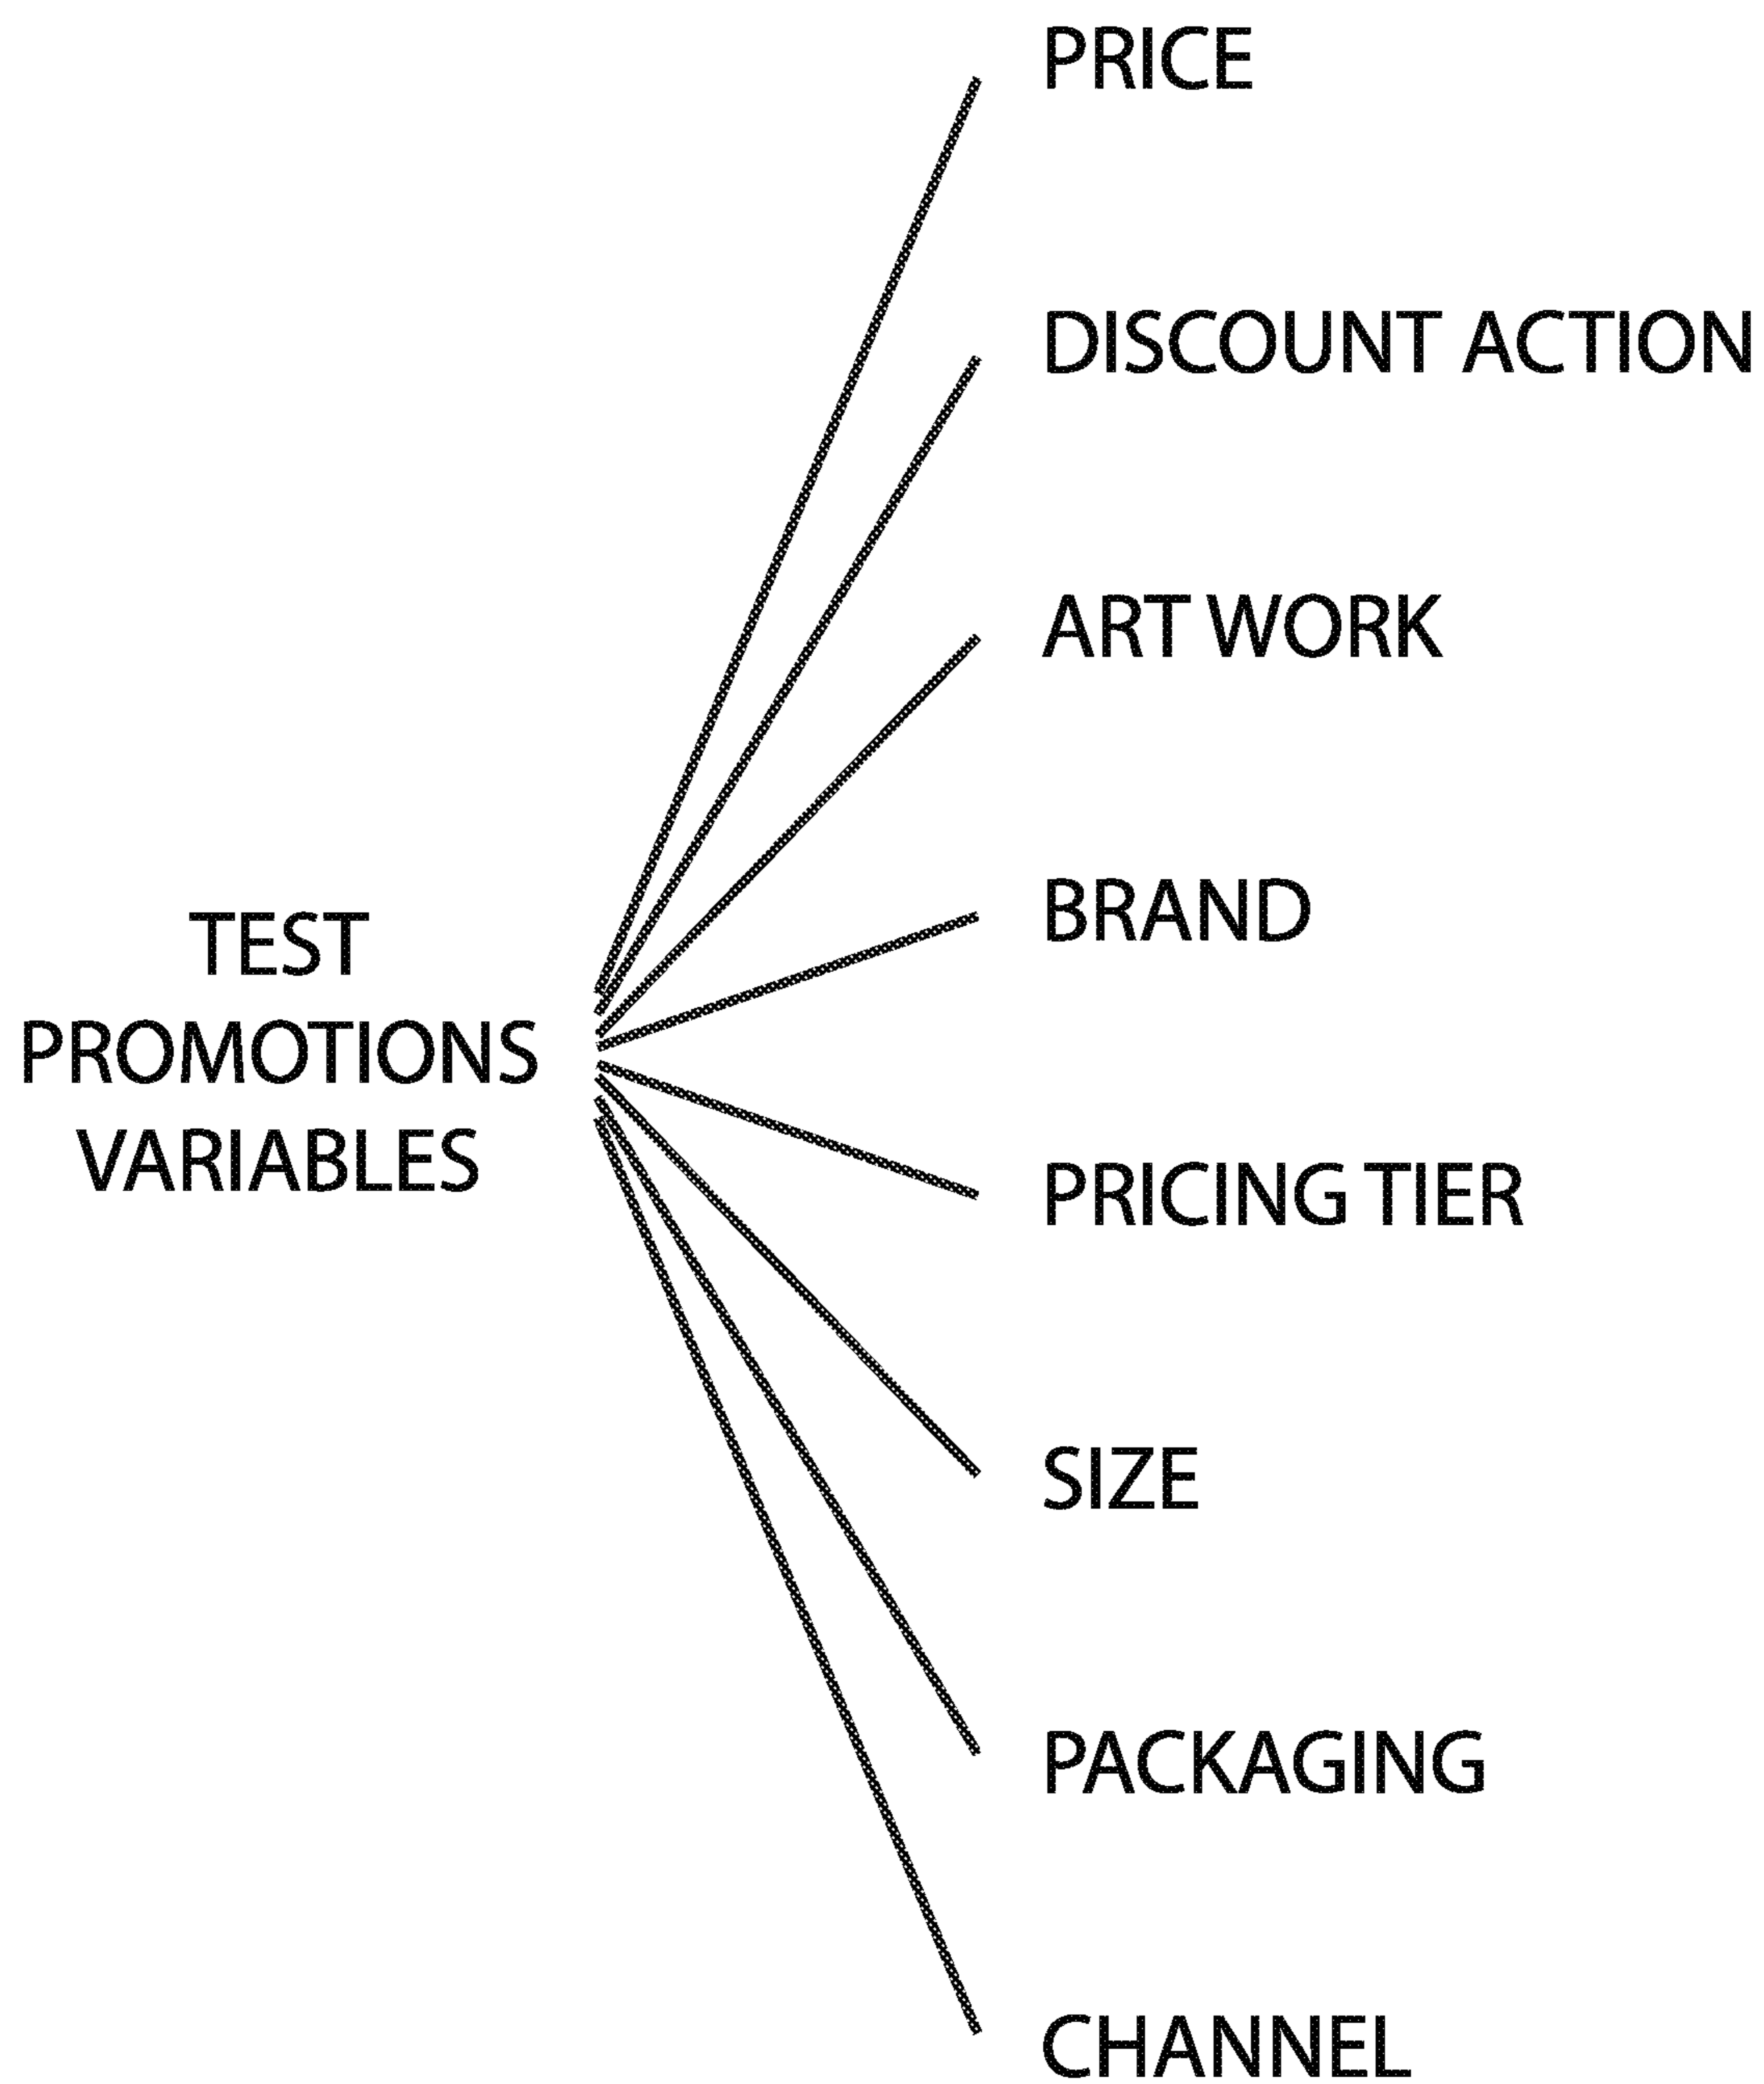 PRICE
DISCOUNT ACTION
ART WORK
BRAND
TEST
PROMOTIONS
VARIABLES
PRICING TIER
SIZE
PACKAGING
CHANNEL